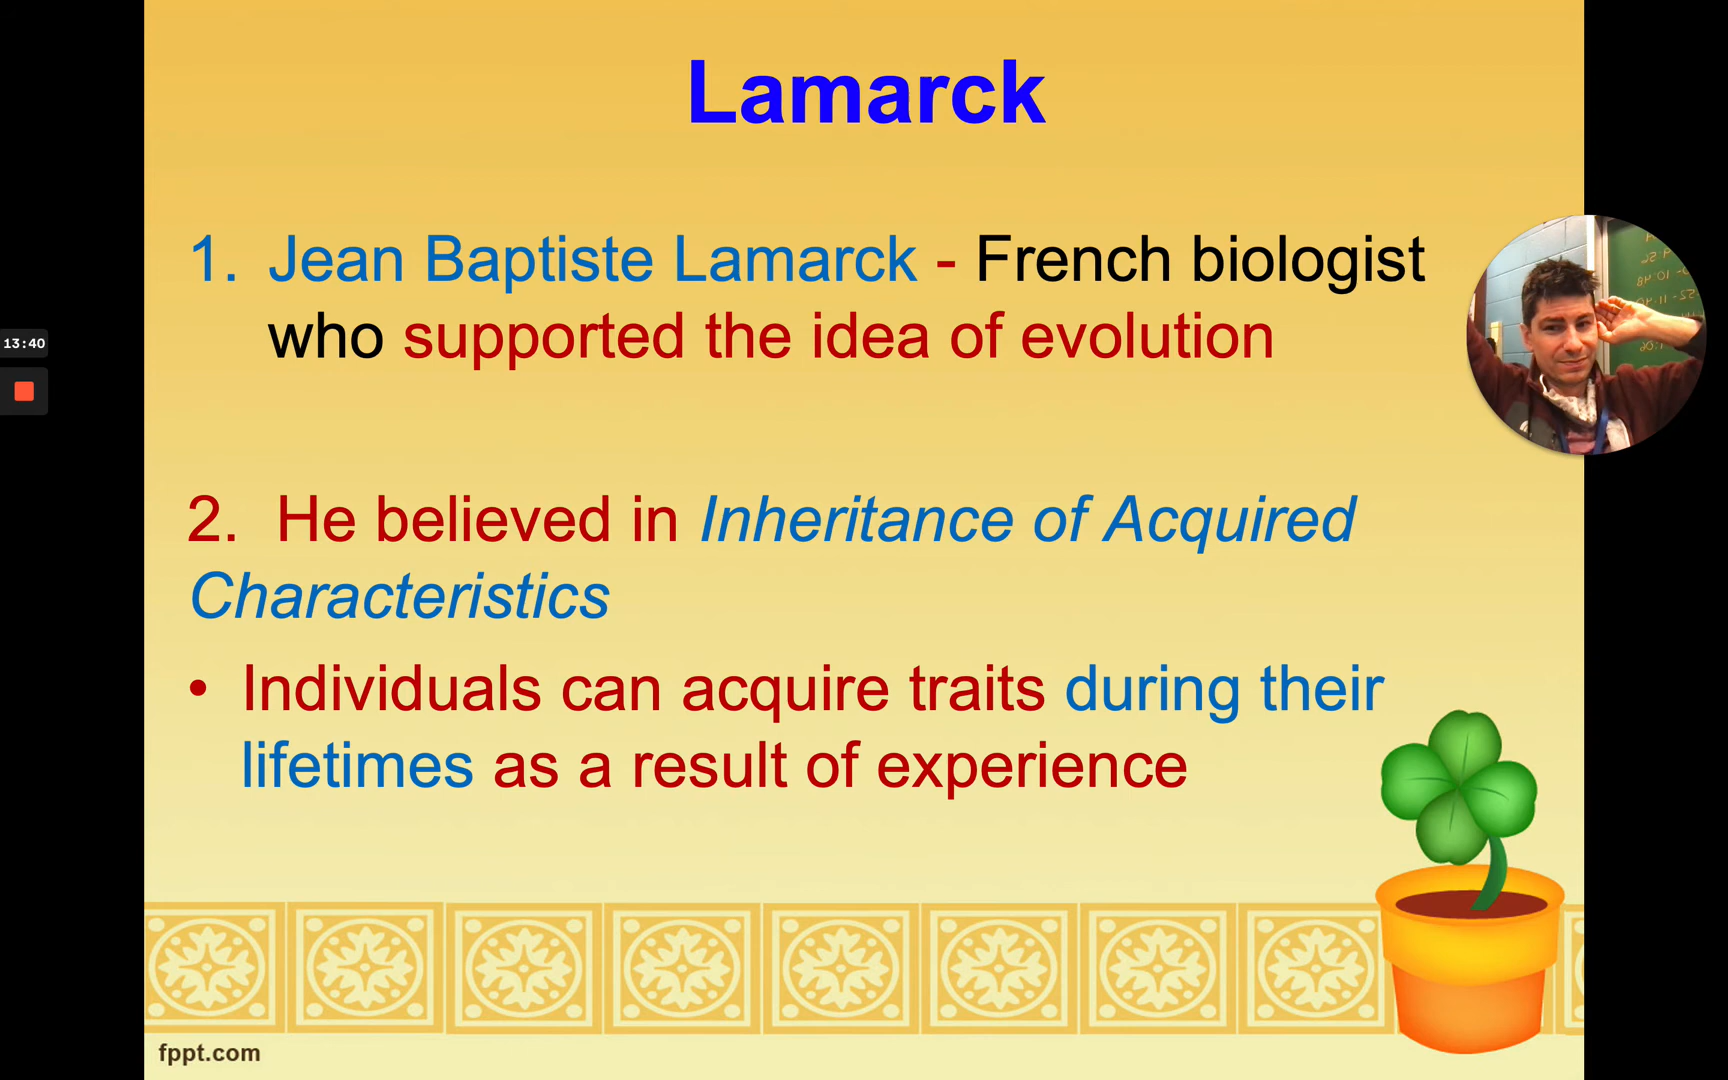 Lamarck
1. Jean Baptiste Lamarck - French biologist
who supported the idea of evolution
13:40
2. He believed in Inheritance of Acquired
Characteristics
• Individuals can acquire traits during their
lifetimes as a result of experience
fppt.com